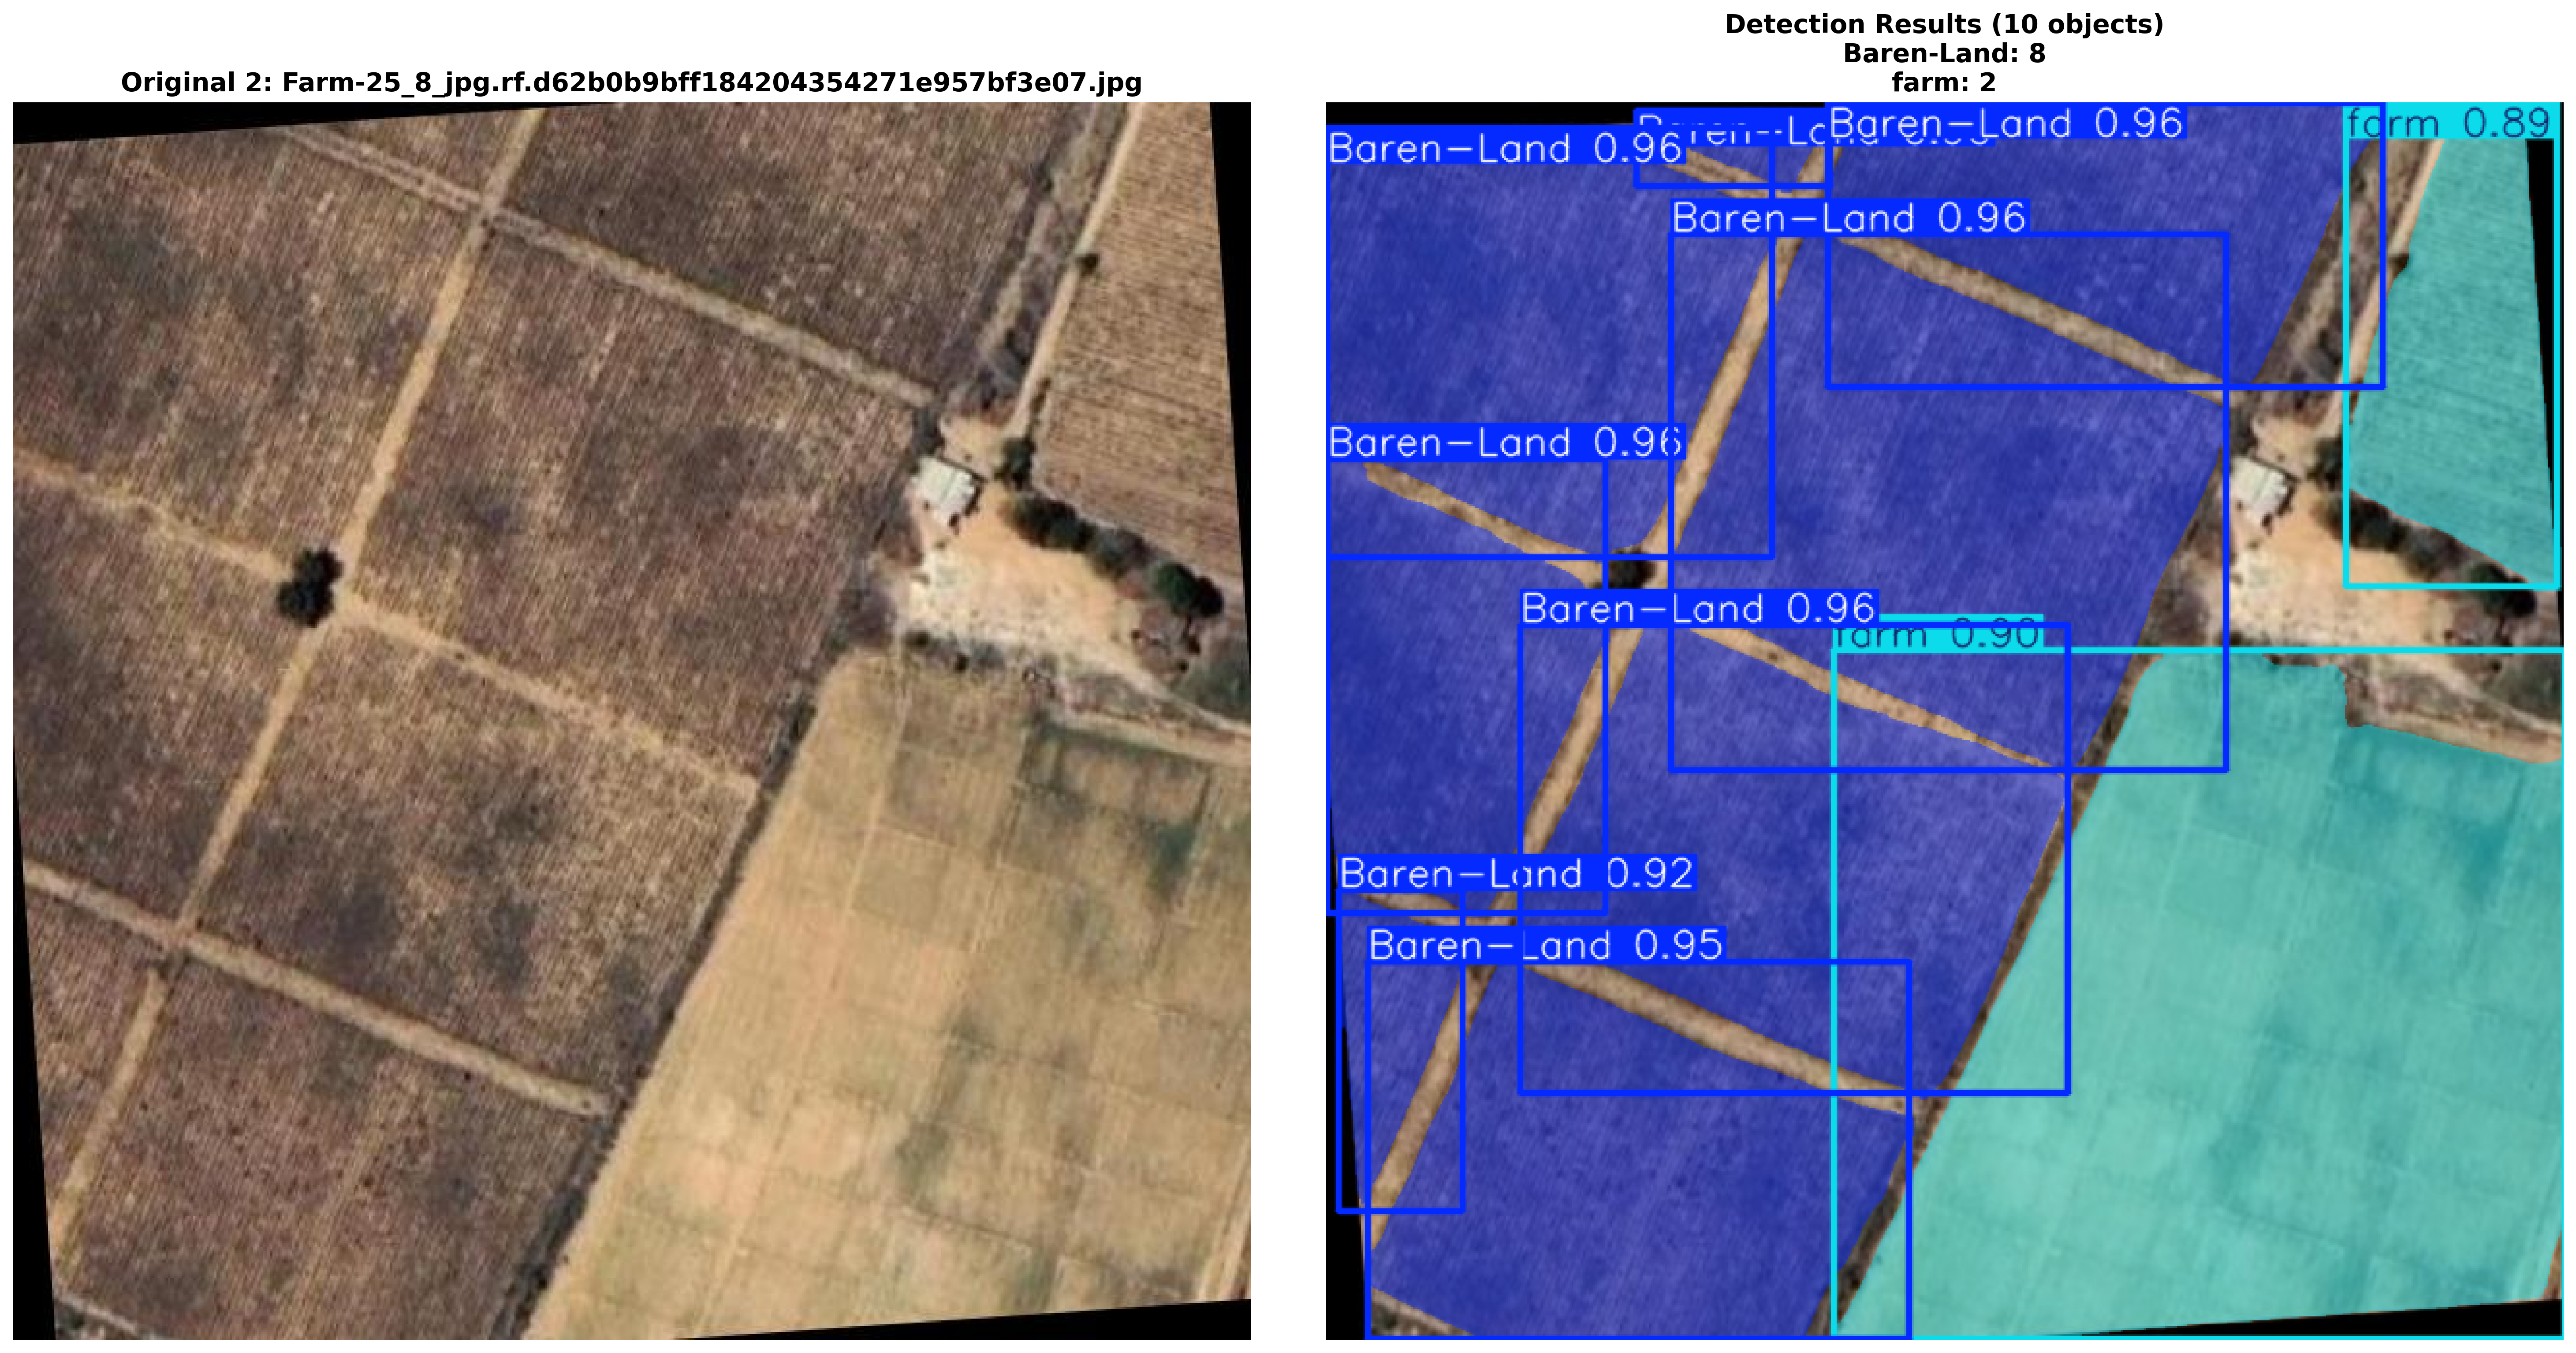 Original 2: Farm-25_8_jpg.rf.d62b0b9bff184204354271e957bf3e07.jpg
Detection Results (10 objects)
Baren-Land: 8
farm: 2
Baren-Land 0.96
Baren-Land 0.96
farm 0.89
Baren-Land 0.96
Baren-Land 0.96
Baren-Land 0.96
farm 0.90
Baren-Land 0.92
Baren-Land 0.95